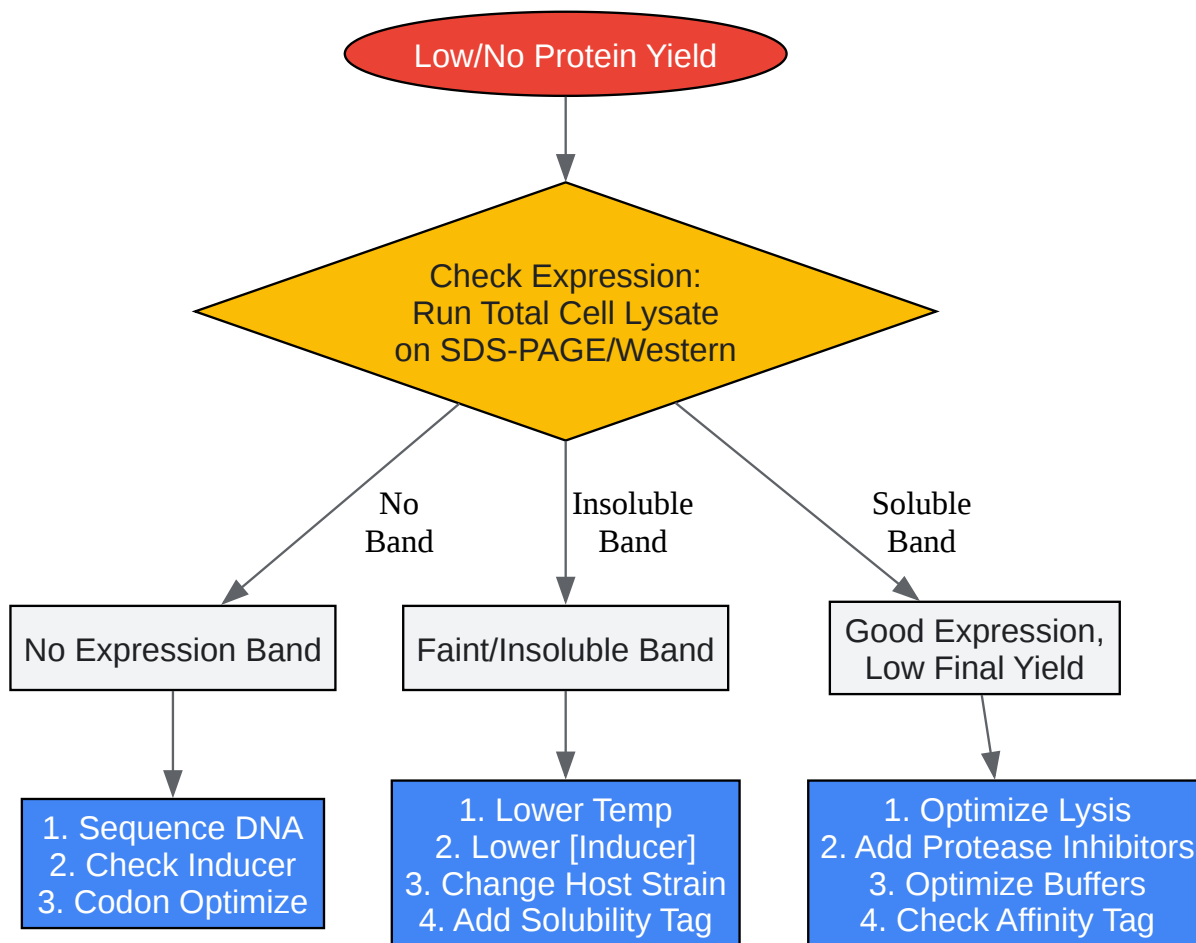 Low/No Protein Yield
Check Expression:
Run Total Cell Lysate
on SDS-PAGE/Western
No
Band
Insoluble
Band
Soluble
Band
No Expression Band
Faint/Insoluble Band
Good Expression,
Low Final Yield
1. Sequence DNA
2. Check Inducer
3. Codon Optimize
1. Lower Temp
2. Lower [Inducer]
3. Change Host Strain
4. Add Solubility Tag
1. Optimize Lysis
2. Add Protease Inhibitors
3. Optimize Buffers
4. Check Affinity Tag